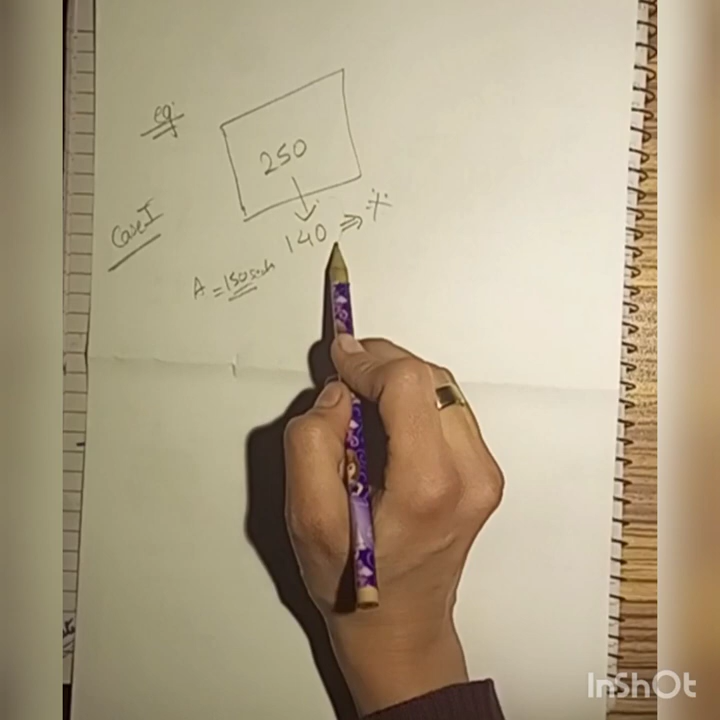 eg:
250
Case I
140 ⇒ %
A = 150
InShOt